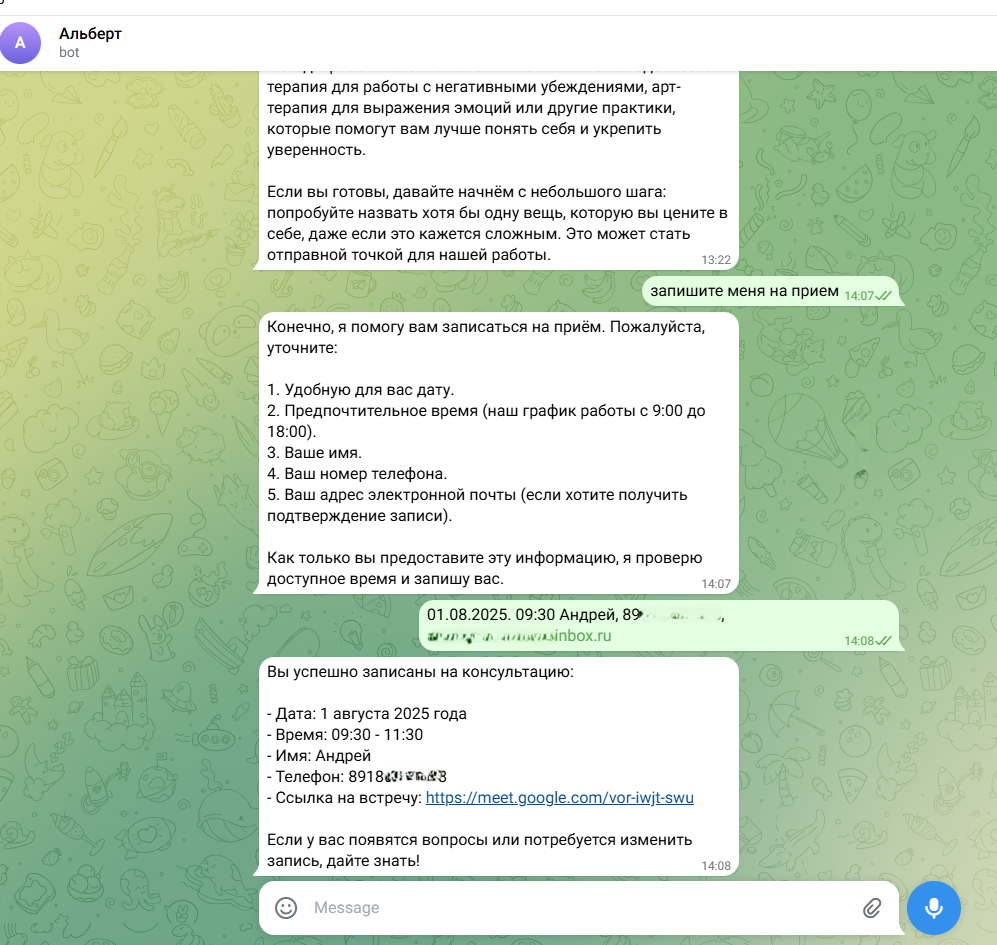 А
Альберт
bot
терапия для работы с негативными убеждениями, арт-
терапия для выражения эмоций или другие практики,
которые помогут вам лучше понять себя и укрепить
уверенность.
Если вы готовы, давайте начнём с небольшого шага:
попробуйте назвать хотя бы одну вещь, которую вы цените в
себе, даже если это кажется сложным. Это может стать
отправной точкой для нашей работы.
13:22
запишите меня на прием 14:07
Конечно, я помогу вам записаться на приём. Пожалуйста,
уточните:
1. Удобную для вас дату.
2. Предпочтительное время (наш график работы с 9:00 до
18:00).
3. Ваше имя.
4. Ваш номер телефона.
5. Ваш адрес электронной почты (если хотите получить
подтверждение записи).
Как только вы предоставите эту информацию, я проверю
доступное время и запишу вас.
14:07
01.08.2025. 09:30 Андрей, 89
inbox.ru
14:08
Вы успешно записаны на консультацию:
- Дата: 1 августа 2025 года
- Время: 09:30 - 11:30
- Имя: Андрей
- Телефон: 8918
- Ссылка на встречу: https://meet.google.com/vor-iwjt-swu
Если у вас появятся вопросы или потребуется изменить
запись, дайте знать!
14:08
Message